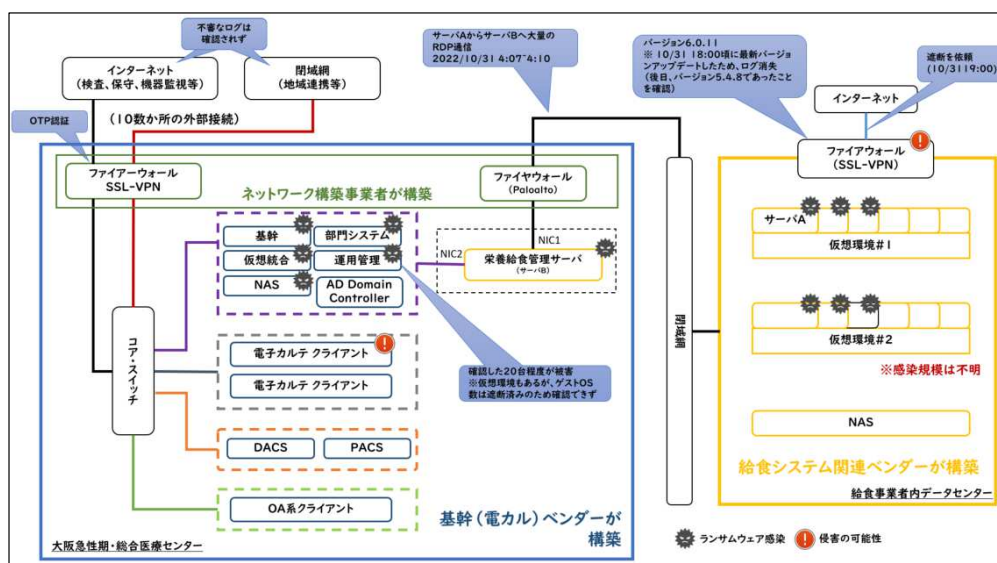 不審なログは
確認されず
サーバAからサーバBへ大量の
RDP通信
2022/10/31 4:07~4:10
バージョン6.0.11
※ 10/31 18:00頃に最新バージョン
アップデートしたため、ログ消失
(後日、バージョン5.4.8であったこと
を確認)
遮断を依頼
(10/3119:00)
インターネット
(検査、保守、機器監視等)
閉域網
(地域連携等)
インターネット
OTP認証
(10数か所の外部接続)
ファイアーウォール
SSL-VPN
ネットワーク構築事業者が構築
ファイヤウォール
(Paloalto)
ファイアウォール
(SSL-VPN)
基幹
部門システム
仮想統合
運用管理
NAS
AD Domain
Controller
NIC1
NIC2
栄養給食管理サーバ
(サーバB)
サーバA
仮想環境#1
仮想環境#2
※感染規模は不明
NAS
給食システム関連ベンダーが構築
給食事業者内データセンター
コア・スイッチ
閉域網
電子カルテ クライアント
電子カルテ クライアント
確認した20台程度が被害
※仮想環境もあるが、ゲストOS
数は遮断済みのため確認できず
DACS
PACS
OA系クライアント
基幹(電カル)ベンダーが
構築
大阪急性期・総合医療センター
ランサムウェア感染
侵害の可能性